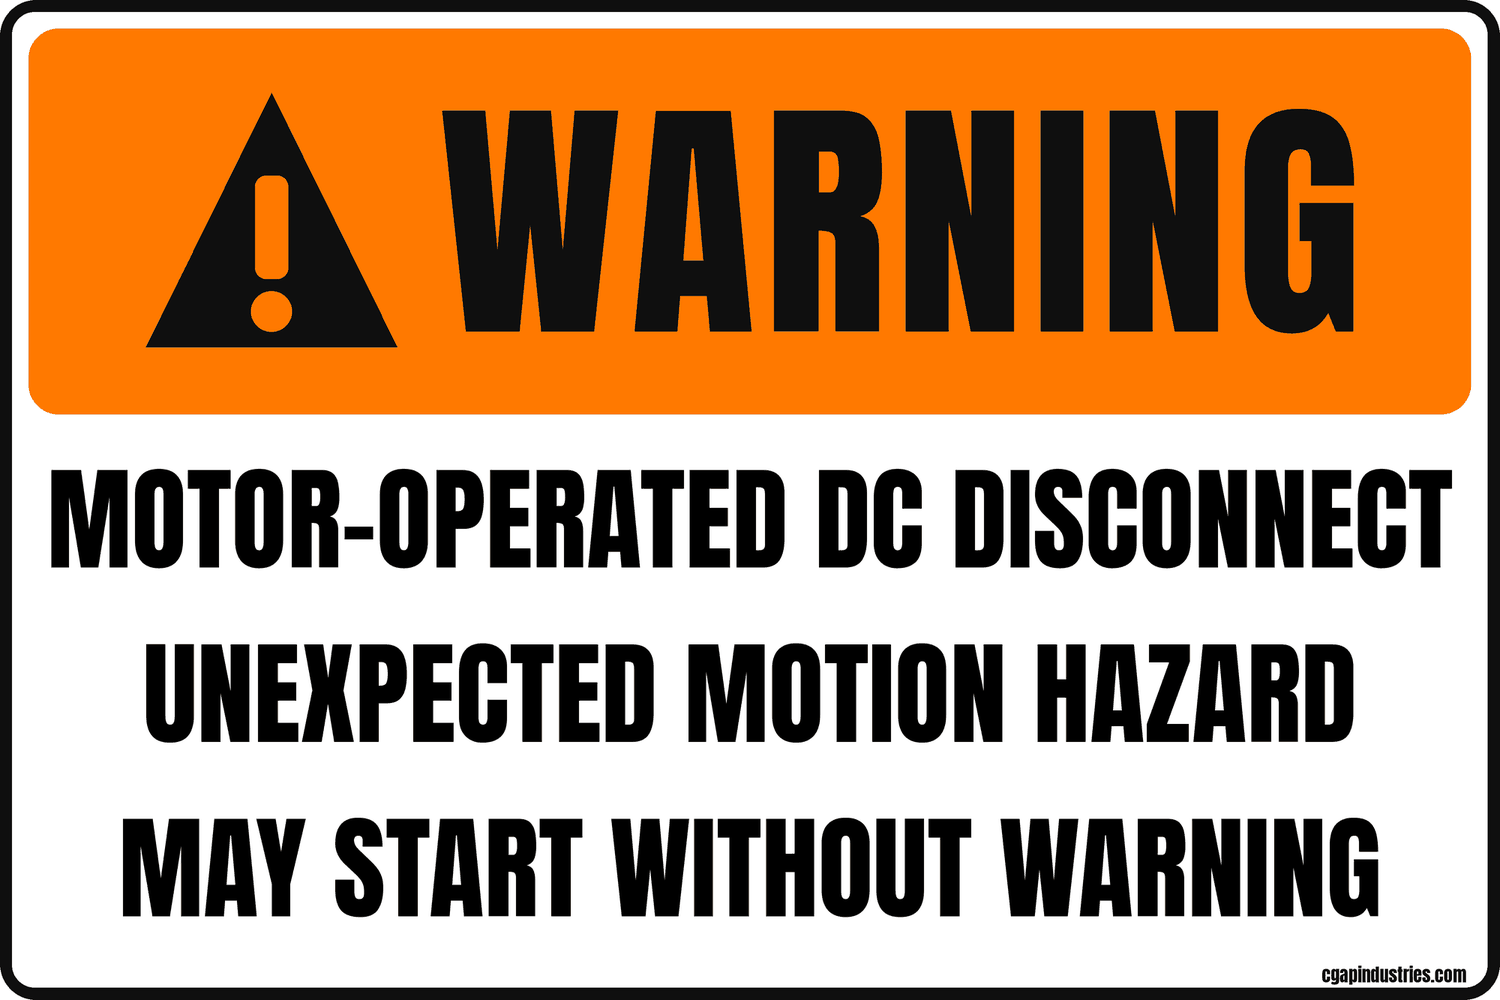 WARNING
MOTOR-OPERATED DC DISCONNECT
UNEXPECTED MOTION HAZARD
MAY START WITHOUT WARNING
cgapindustries.com